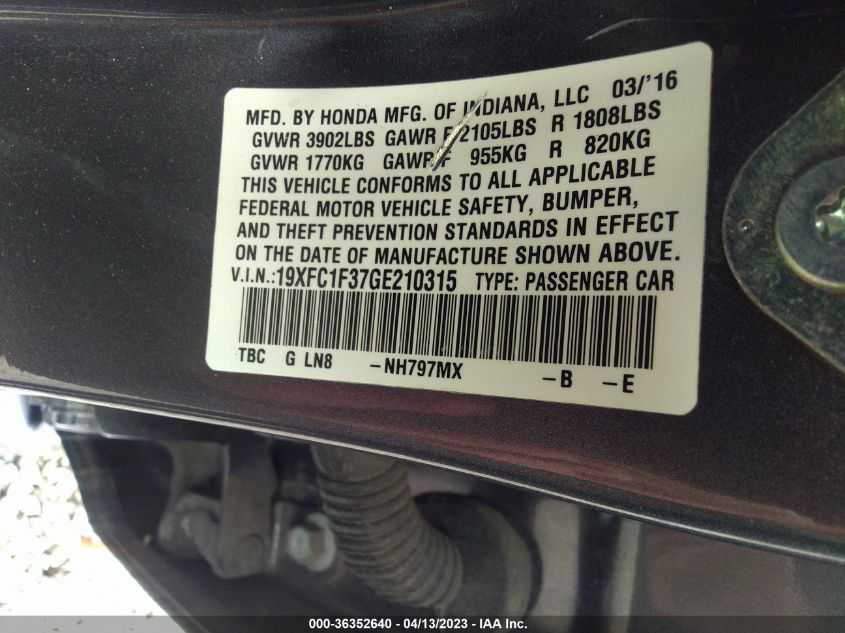 MFD. BY HONDA MFG. OF INDIANA, LLC 03/'16
GVWR 3902LBS GAWR F 2105LBS R 1808LBS
GVWR 1770KG GAWR F 955KG R 820KG
THIS VEHICLE CONFORMS TO ALL APPLICABLE
FEDERAL MOTOR VEHICLE SAFETY, BUMPER,
AND THEFT PREVENTION STANDARDS IN EFFECT
ON THE DATE OF MANUFACTURE SHOWN ABOVE.
V.I.N.:19XFC1F37GE210315 TYPE: PASSENGER CAR
TBC G LN8 -NH797MX -B -E
000-36352640 - 04/13/2023 - IAA Inc.